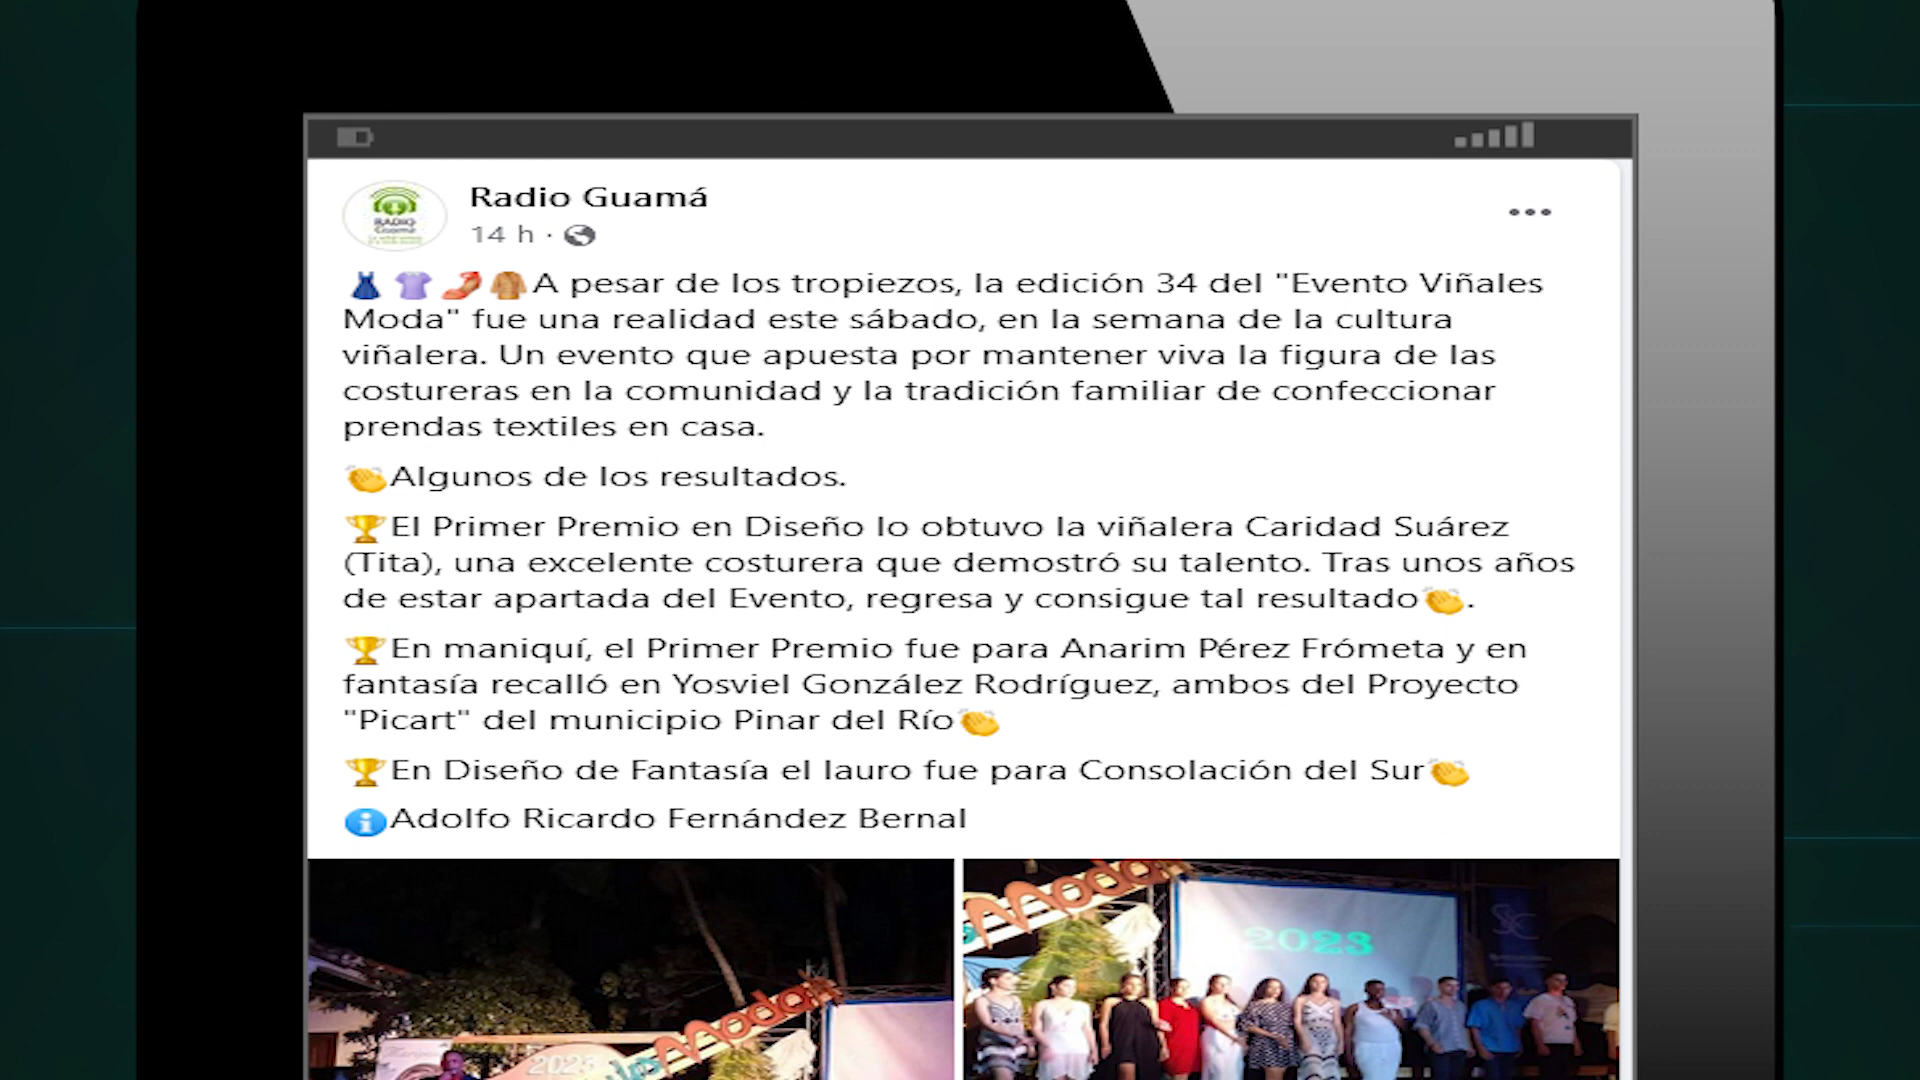 RADIO
Guamá
Radio Guamá
14 h ·
A pesar de los tropiezos, la edición 34 del "Evento Viñales
Moda" fue una realidad este sábado, en la semana de la cultura
viñalera. Un evento que apuesta por mantener viva la figura de las
costureras en la comunidad y la tradición familiar de confeccionar
prendas textiles en casa.
👏Algunos de los resultados.
🏆El Primer Premio en Diseño lo obtuvo la viñalera Caridad Suárez
(Tita), una excelente costurera que demostró su talento. Tras unos años
de estar apartada del Evento, regresa y consigue tal resultado👏.
🏆En maniquí, el Primer Premio fue para Anarim Pérez Frómeta y en
fantasía recalló en Yosviel González Rodríguez, ambos del Proyecto
"Picart" del municipio Pinar del Río👏
🏆En Diseño de Fantasía el lauro fue para Consolación del Sur👏
ℹ️Adolfo Ricardo Fernández Bernal
Moda
2023
Moda
2023